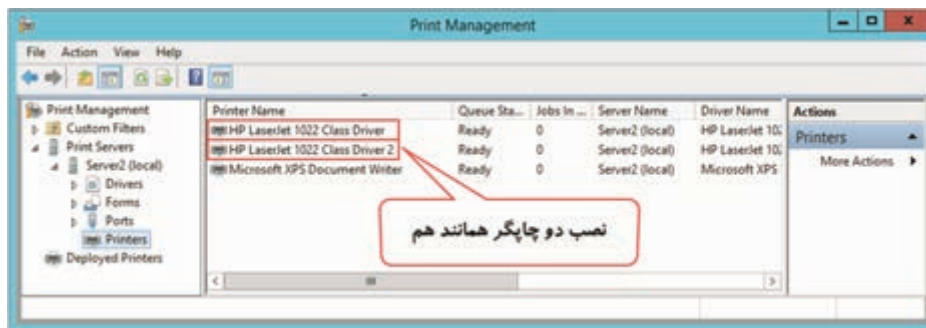 Print Management
File Action View Help
Print Management
Custom Filters
Print Servers
Server2 (local)
Drivers
Forms
Ports
Printers
Deployed Printers
Printer Name Queue Sta... Jobs In ... Server Name Driver Name
HP LaserJet 1022 Class Driver Ready 0 Server2 (local) HP LaserJet 102
HP LaserJet 1022 Class Driver 2 Ready 0 Server2 (local) HP LaserJet 102
Microsoft XPS Document Writer Ready 0 Server2 (local) Microsoft XPS
نصب دو چاپگر همانند هم
Actions
Printers
More Actions